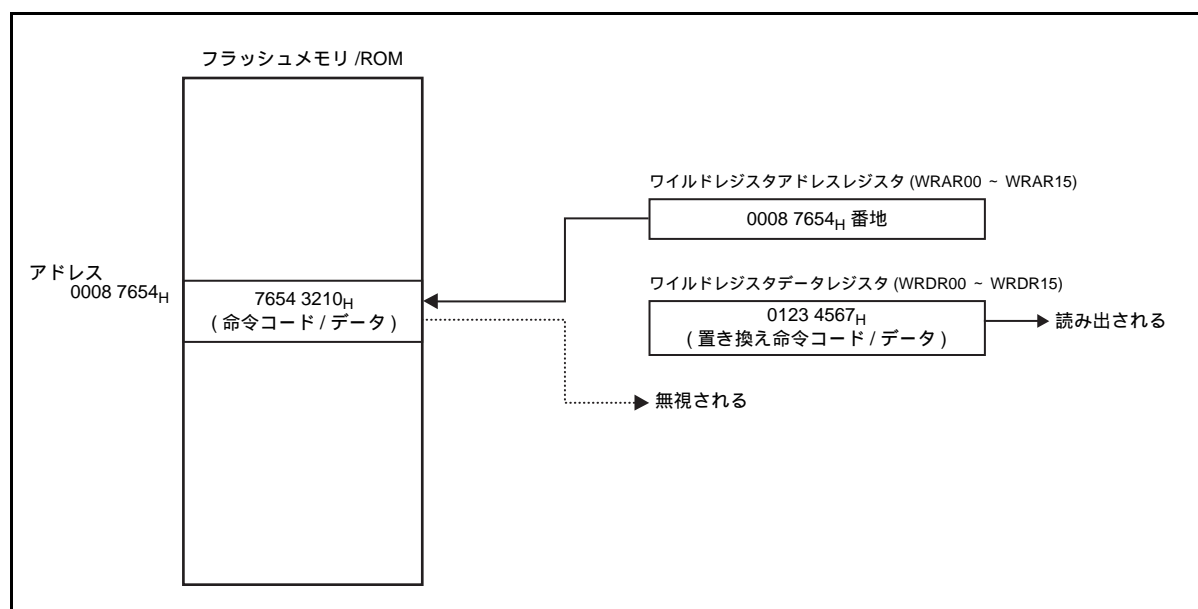 フラッシュメモリ /ROM
ワイルドレジスタアドレスレジスタ (WRAR00 ~ WRAR15)
0008 7654H 番地
アドレス
0008 7654H
7654 3210H
( 命令コード / データ )
ワイルドレジスタデータレジスタ (WRDR00 ~ WRDR15)
0123 4567H
( 置き換え命令コード / データ )
読み出される
無視される